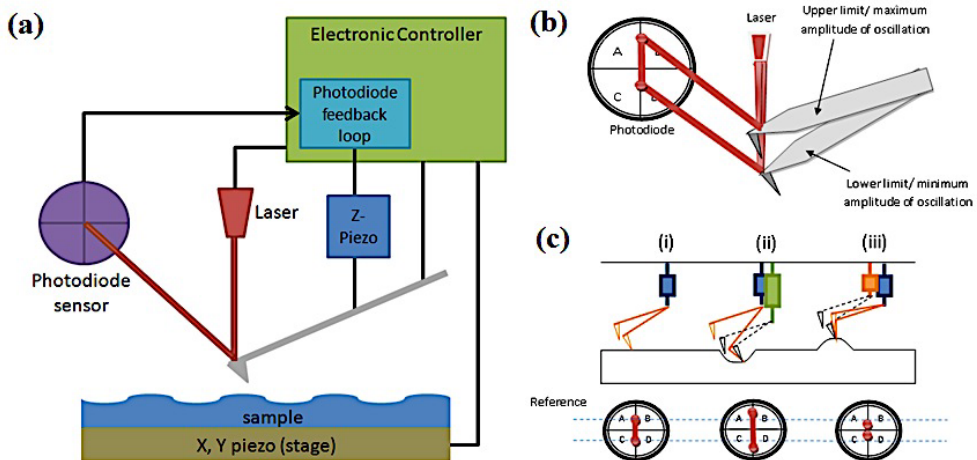 (a)
Electronic Controller
Photodiode
feedback
loop
Laser
Z-
Piezo
Photodiode
sensor
sample
X, Y piezo (stage)
(b)
Laser
Upper limit/ maximum
amplitude of oscillation
A
C
Photodiode
Lower limit/ minimum
amplitude of oscillation
(c)
(i) (ii) (iii)
Reference
A B A B A B
C D C D C D